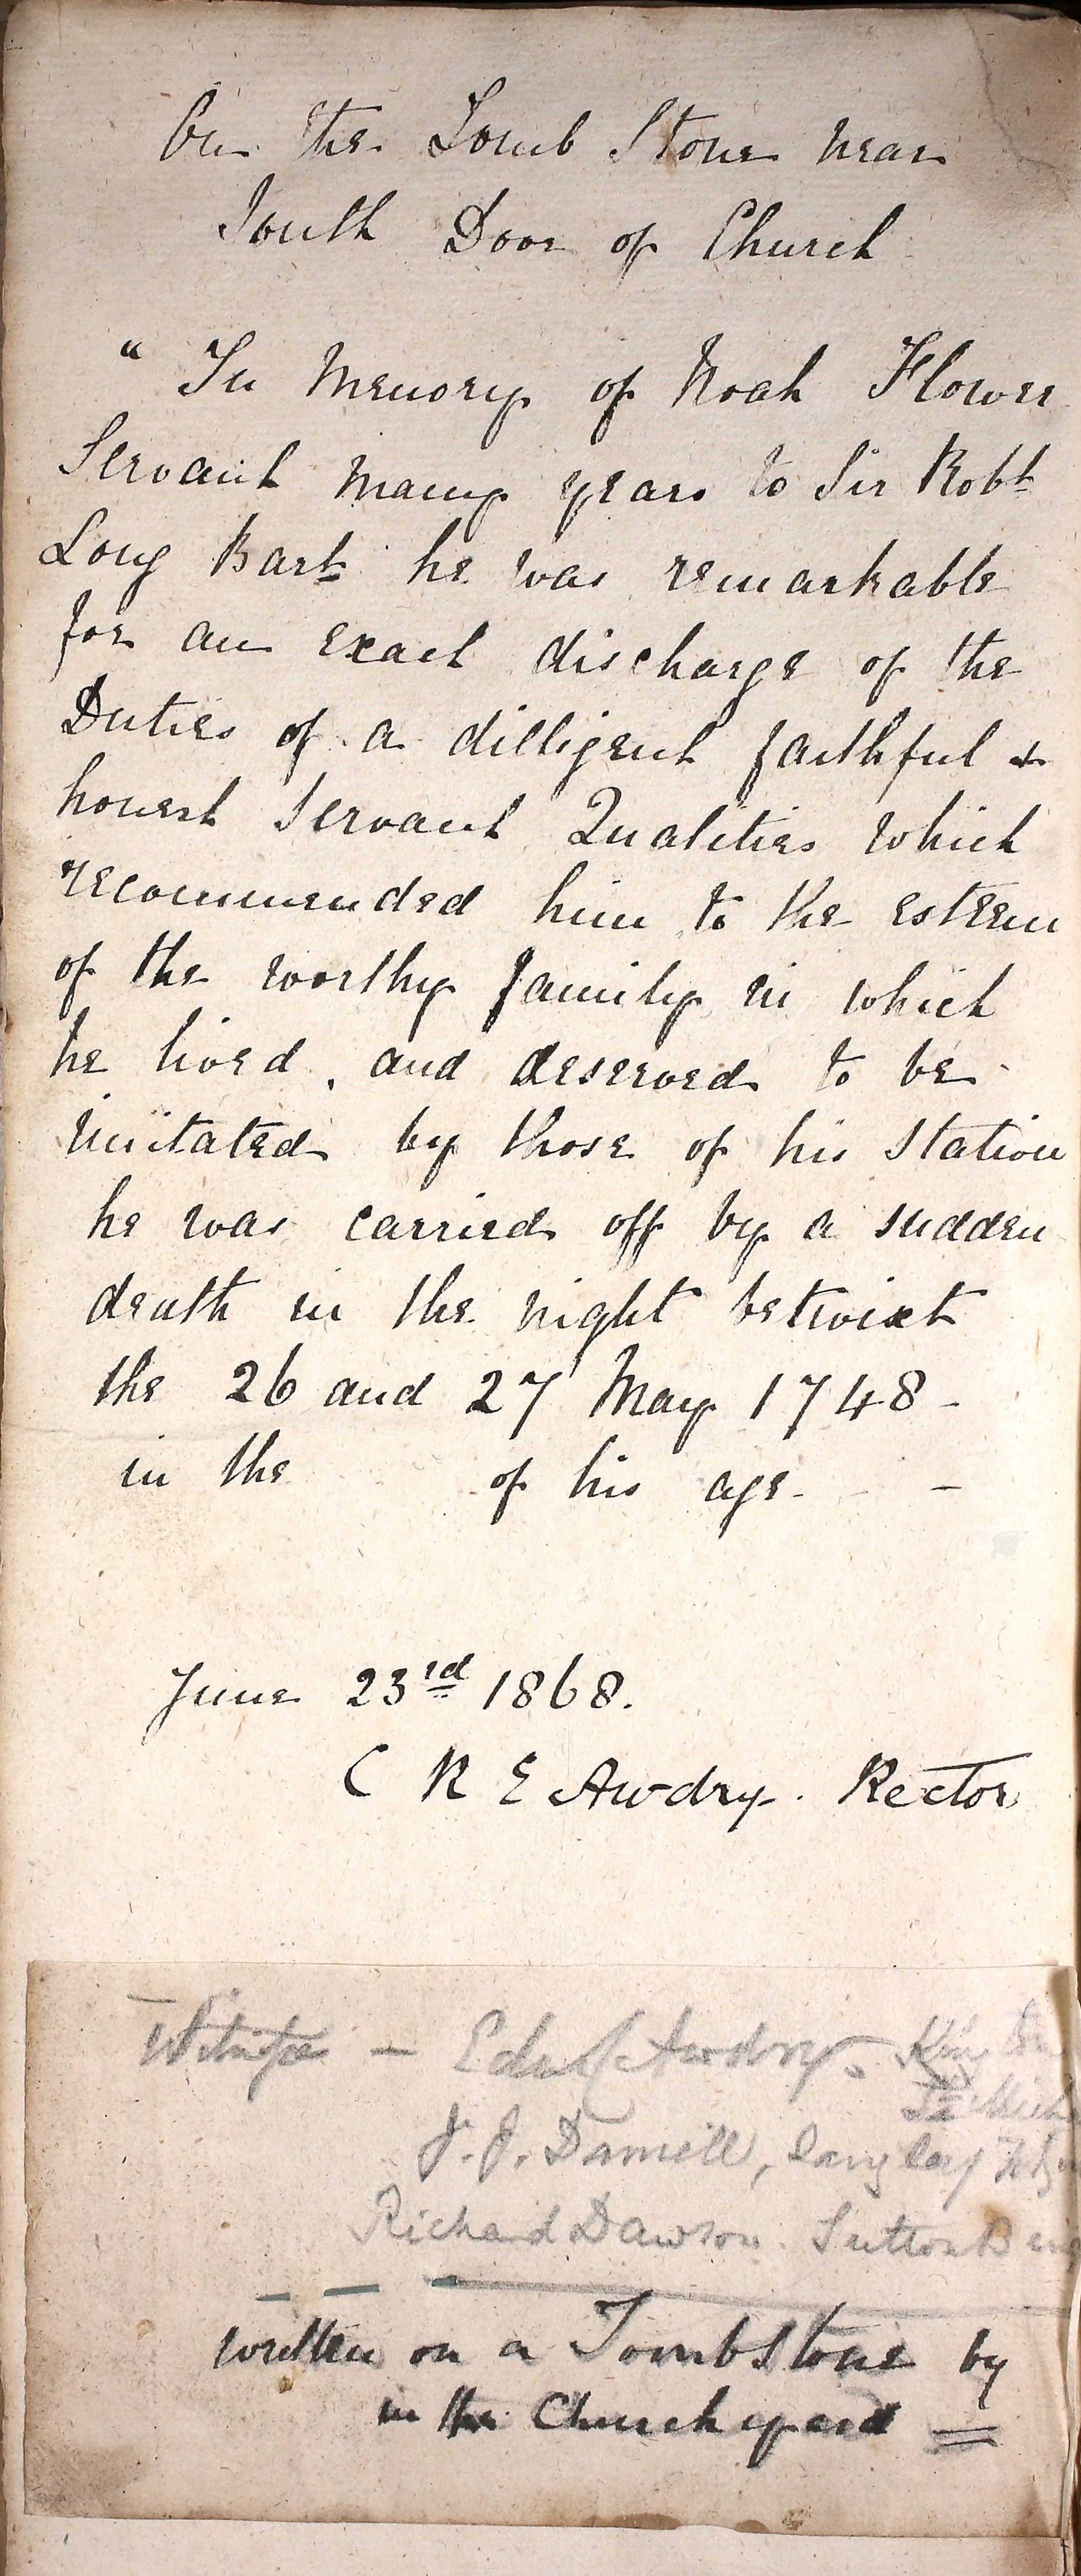 On the Tomb Stone near
South Door of Church
" In Memory of Noah Flower
Servant many years to Sir Robt
Long Bart he was remarkable
for an exact discharge of the
Duties of a dilligent faithful &
honest Servant Qualities which
recommended him to the esteem
of the worthy family in which
he lived, and deserved to be
imitated by those of his Station
he was carried off by a sudden
death in the night betwixt
the 26 and 27 May 1748 -
in the of his age - -
June 23rd 1868.
C R E Awdry. Rector
Witness - Awdry. Kington
St Mich
J. J. Daniell, Langley
Richard Dawson. Sutton Ben
written on a Tombstone by
in the Churchyard =